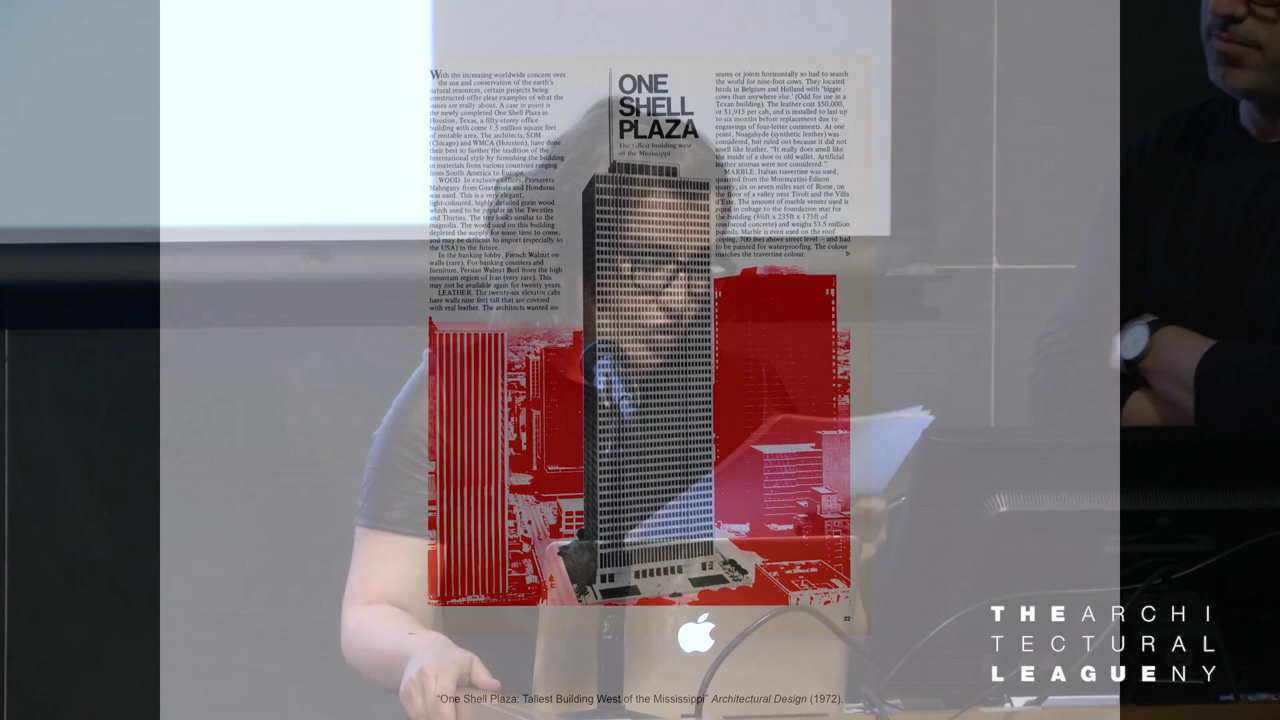 With the increasing worldwide concern over
the use and conservation of the earth's
natural resources, certain projects being
constructed offer clear examples of what the
issues are really about. A case in point is
the newly completed One Shell Plaza in
Houston, Texas, a fifty-storey office
building with come 1.5 million square feet
of rentable area. The architects, SOM
(Chicago) and WMCA (Houston), have done
their best to further the tradition of the
International style by furnishing the building
in materials from various countries ranging
from South America to Europe.
WOOD. In exclusive offices, Primavera
Mahogany from Guatemala and Honduras
was used. This is a very elegant,
light-coloured, highly detailed grain wood
which used to be popular in the Twenties
and Thirties. The tree looks similar to the
magnolia. The wood used on this building
depleted the supply for some time to come,
and may be difficult to import (especially to
the USA) in the future.
In the banking lobby, French Walnut on
walls (rare). For banking counters and
furniture, Persian Walnut Burl from the high
mountain region of Iran (very rare). This
may not be available again for twenty years.
LEATHER. The twenty-six elevator cabs
have walls nine feet tall that are covered
with real leather. The architects wanted no
ONE
SHELL
PLAZA
The tallest building west
of the Mississippi
seams or joints horizontally so had to search
the world for nine-foot cows. They located
herds in Belgium and Holland with 'bigger
cows than anywhere else.' (Odd for use in a
Texan building). The leather cost $50,000,
or $1,915 per cab, and is installed to last up
to six months before replacement due to
engravings of four-letter comments. At one
point, Nuagahyde (synthetic leather) was
considered, but ruled out because it did not
smell like leather. "It really does smell like
the inside of a shoe or old wallet. Artificial
leather aromas were not considered."
MARBLE. Italian travertine was used,
quarried from the Montecatini-Edison
quarry, six or seven miles east of Rome, on
the floor of a valley near Tivoli and the Villa
d'Este. The amount of marble veneer used is
equal in cubage to the foundation mat for
the building (8½ft x 235ft x 175ft of
reinforced concrete) and weighs 53.5 million
pounds. Marble is even used on the roof
coping, 700 feet above street level – and had
to be painted for waterproofing. The colour
matches the travertine colour.
22
"One Shell Plaza: Tallest Building West of the Mississippi" Architectural Design (1972).
THE ARCHI
TECTURAL
LEAGUE NY